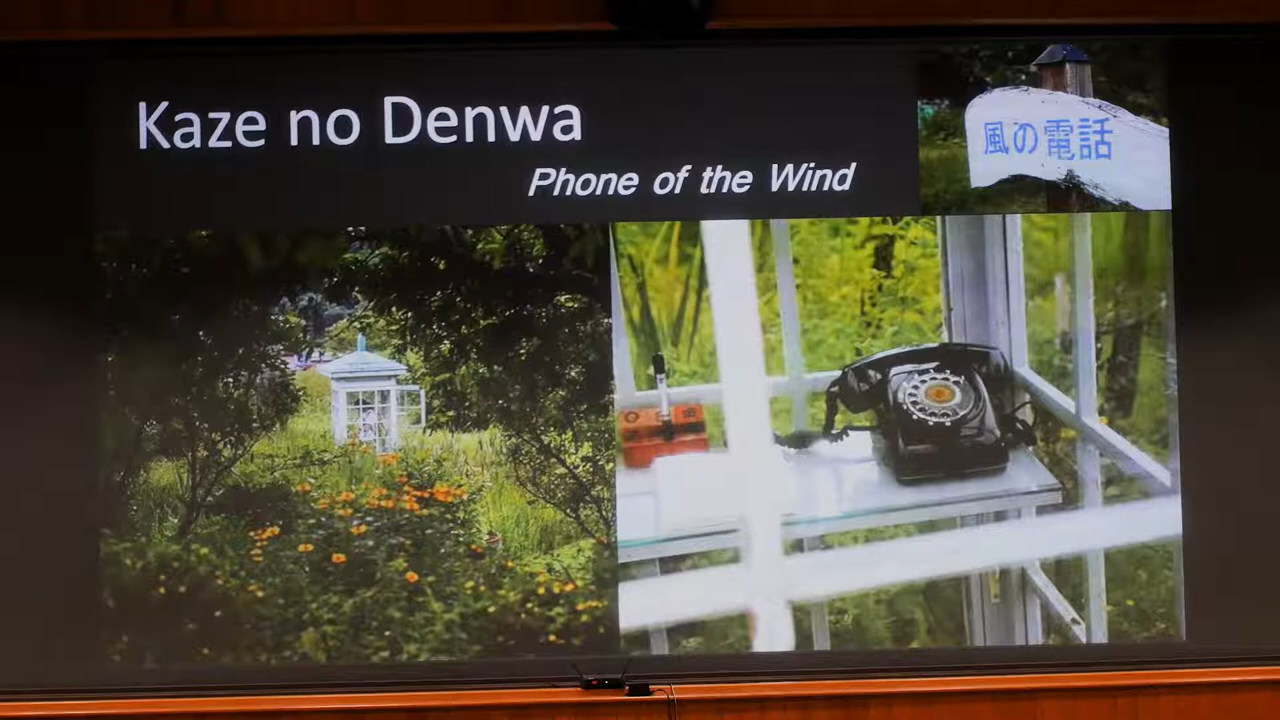 Kaze no Denwa
Phone of the Wind
風の電話